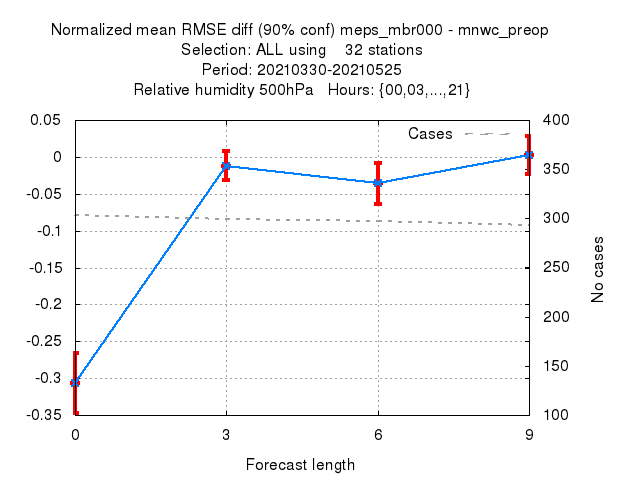 Normalized mean RMSE diff (90% conf) meps_mbr000 - mnwc_preop
Selection: ALL using 32 stations
Period: 20210330-20210525
Relative humidity 500hPa Hours: {00,03,...,21}
Cases
0.05
0
-0.05
-0.1
-0.15
-0.2
-0.25
-0.3
-0.35
400
350
300
250
200
150
100
No cases
0 3 6 9
Forecast length